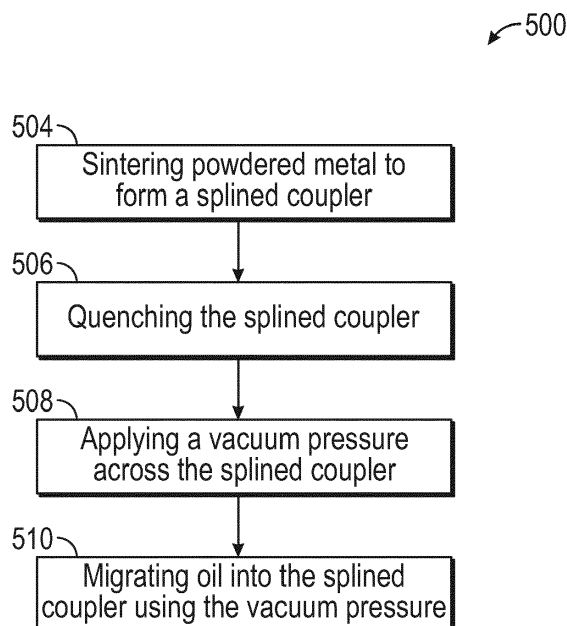 500
504
Sintering powdered metal to
form a splined coupler
506
Quenching the splined coupler
508
Applying a vacuum pressure
across the splined coupler
510
Migrating oil into the splined
coupler using the vacuum pressure